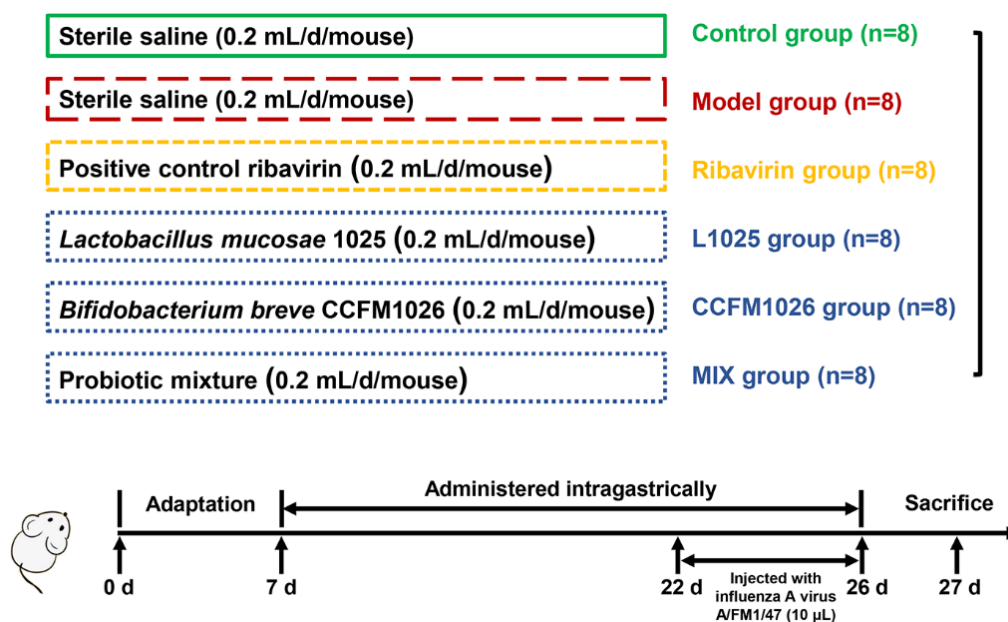 Sterile saline (0.2 mL/d/mouse) Control group (n=8)
Sterile saline (0.2 mL/d/mouse) Model group (n=8)
Positive control ribavirin (0.2 mL/d/mouse) Ribavirin group (n=8)
Lactobacillus mucosae 1025 (0.2 mL/d/mouse) L1025 group (n=8)
Bifidobacterium breve CCFM1026 (0.2 mL/d/mouse) CCFM1026 group (n=8)
Probiotic mixture (0.2 mL/d/mouse) MIX group (n=8)
Adaptation Administered intragastrically Sacrifice
0 d 7 d 22 d 26 d 27 d
Injected with
influenza A virus
A/FM1/47 (10 µL)